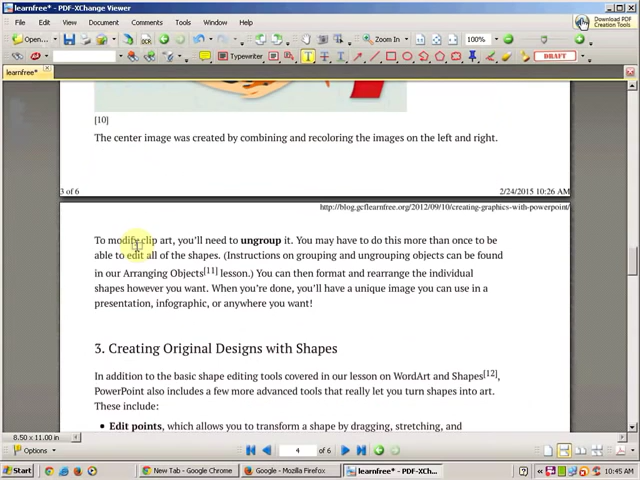 learnfree* - PDF-XChange Viewer
File Edit View Document Comments Tools Window Help
Open... OCR Zoom In 100% Download PDF Creation Tools
Typewriter DRAFT
learnfree*
[10]
The center image was created by combining and recoloring the images on the left and right.
3 of 6 2/24/2015 10:26 AM
http://blog.gcflearnfree.org/2012/09/10/creating-graphics-with-powerpoint/
To modify clip art, you'll need to ungroup it. You may have to do this more than once to be
able to edit all of the shapes. (Instructions on grouping and ungrouping objects can be found
in our Arranging Objects[11] lesson.) You can then format and rearrange the individual
shapes however you want. When you're done, you'll have a unique image you can use in a
presentation, infographic, or anywhere you want!
3. Creating Original Designs with Shapes
In addition to the basic shape editing tools covered in our lesson on WordArt and Shapes[12],
PowerPoint also includes a few more advanced tools that really let you turn shapes into art.
These include:
• Edit points, which allows you to transform a shape by dragging, stretching, and
8.50 x 11.00 in
Options 4 of 6
Start New Tab - Google Chrome Google - Mozilla Firefox learnfree* - PDF-XCh... 10:45 AM